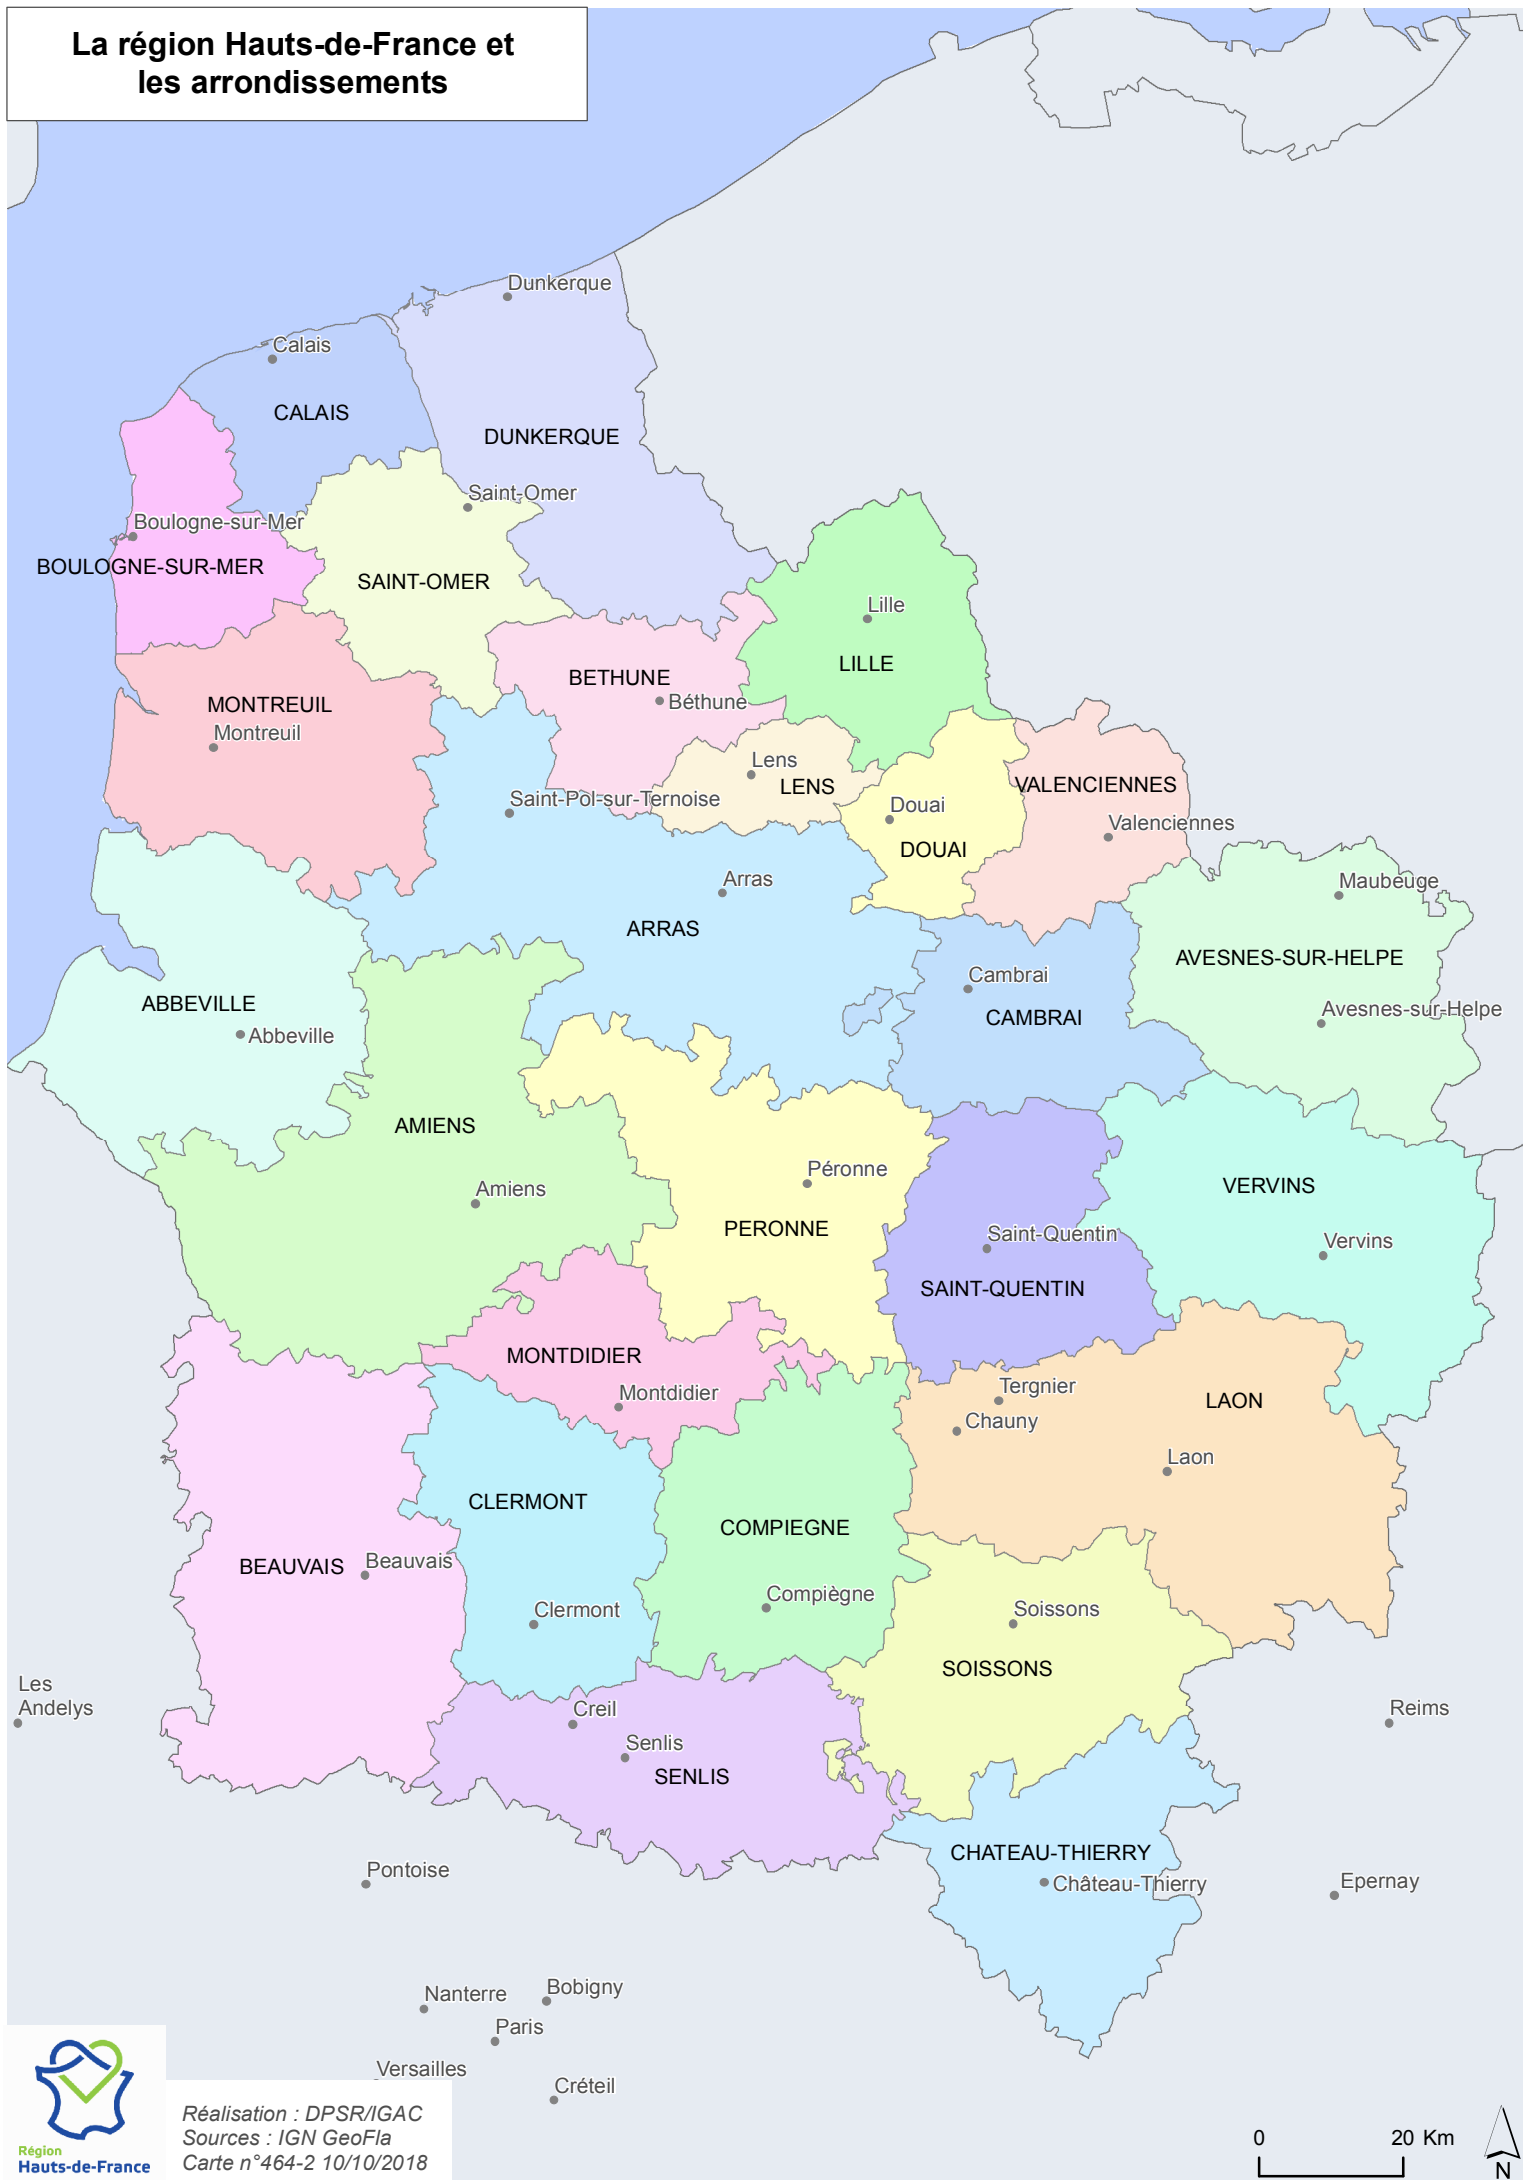 La région Hauts-de-France et
les arrondissements
Dunkerque
Calais
CALAIS
DUNKERQUE
Saint-Omer
Boulogne-sur-Mer
BOULOGNE-SUR-MER
SAINT-OMER
Lille
LILLE
BETHUNE
Béthune
MONTREUIL
Montreuil
Lens
LENS
VALENCIENNES
Saint-Pol-sur-Ternoise
Douai
Valenciennes
DOUAI
Arras
Maubeuge
ARRAS
AVESNES-SUR-HELPE
Cambrai
ABBEVILLE
Avesnes-sur-Helpe
CAMBRAI
Abbeville
AMIENS
Péronne
Amiens
VERVINS
PERONNE
Saint-Quentin
Vervins
SAINT-QUENTIN
MONTDIDIER
Tergnier
Montdidier
LAON
Chauny
Laon
CLERMONT
COMPIEGNE
BEAUVAIS
Beauvais
Compiègne
Clermont
Soissons
SOISSONS
Les
Andelys
Creil
Reims
Senlis
SENLIS
CHATEAU-THIERRY
Pontoise
Château-Thierry
Epernay
Nanterre
Bobigny
Paris
Versailles
Créteil
Région
Hauts-de-France
Réalisation : DPSR/IGAC
Sources : IGN GeoFla
Carte n°464-2 10/10/2018
0 20 Km
N